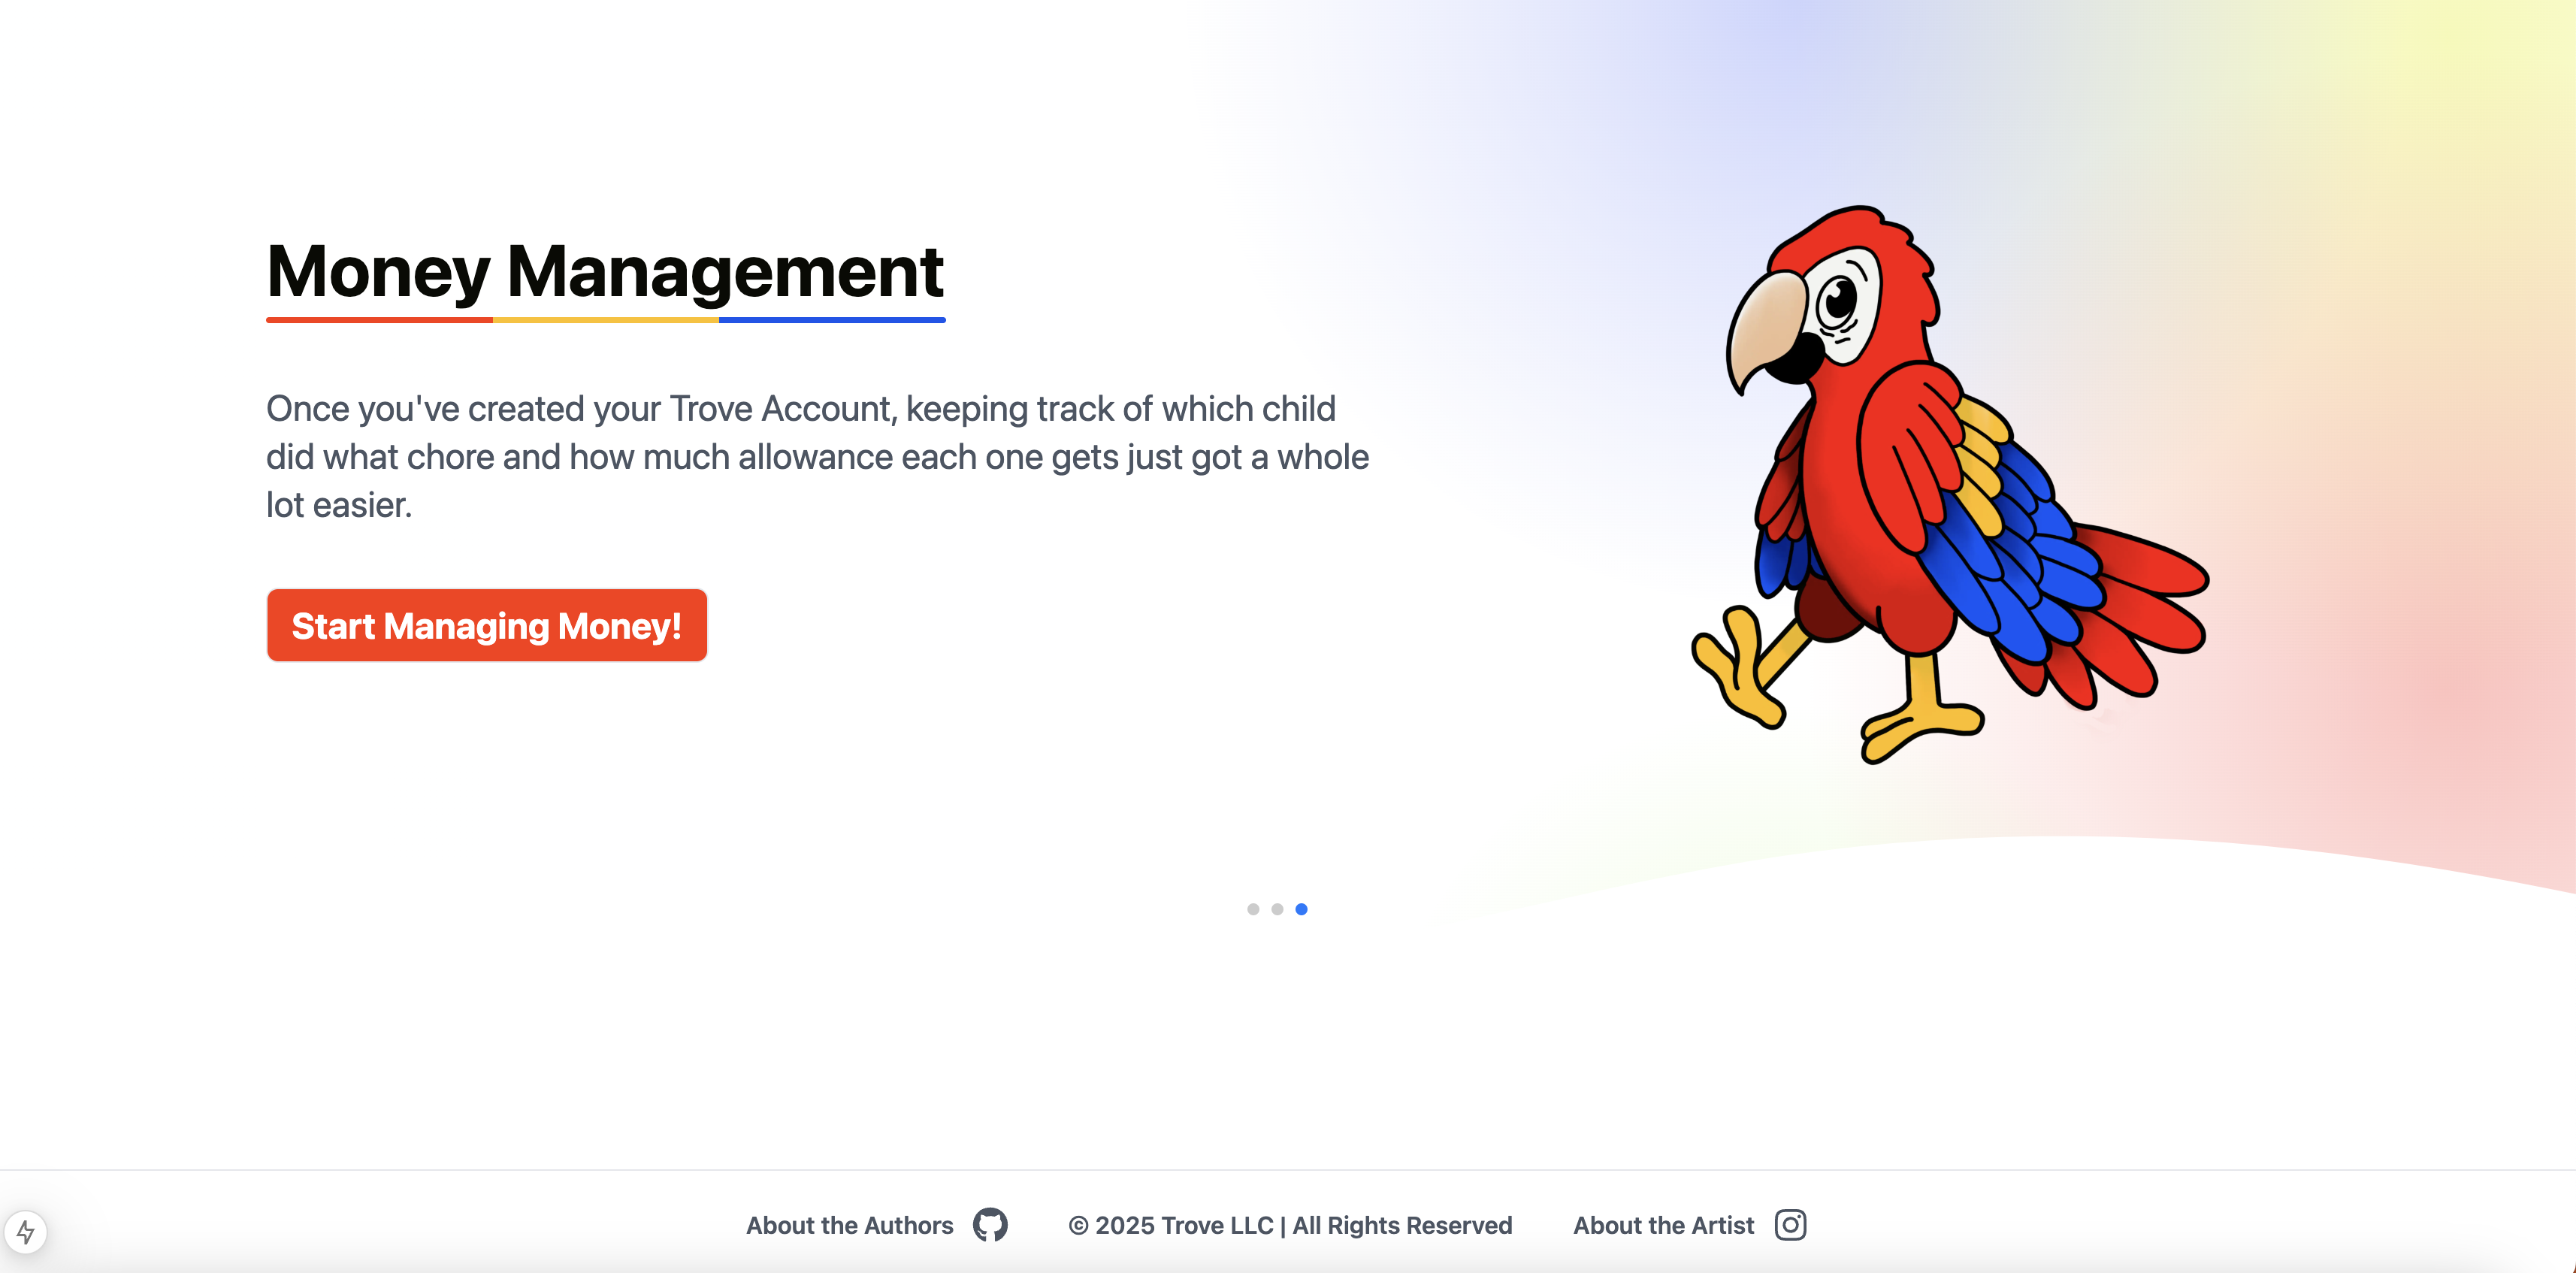 Money Management
Once you've created your Trove Account, keeping track of which child
did what chore and how much allowance each one gets just got a whole
lot easier.
Start Managing Money!
About the Authors
© 2025 Trove LLC | All Rights Reserved
About the Artist